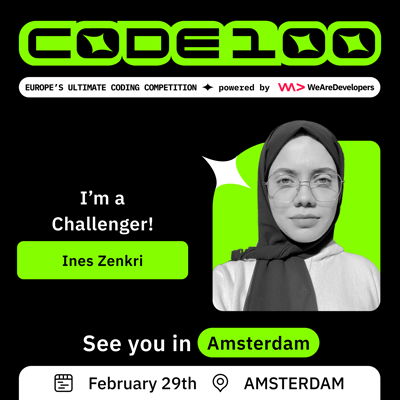 CODE100
EUROPE'S ULTIMATE CODING COMPETITION ✦ powered by WeAreDevelopers
I'm a
Challenger!
Ines Zenkri
See you in Amsterdam
February 29th AMSTERDAM